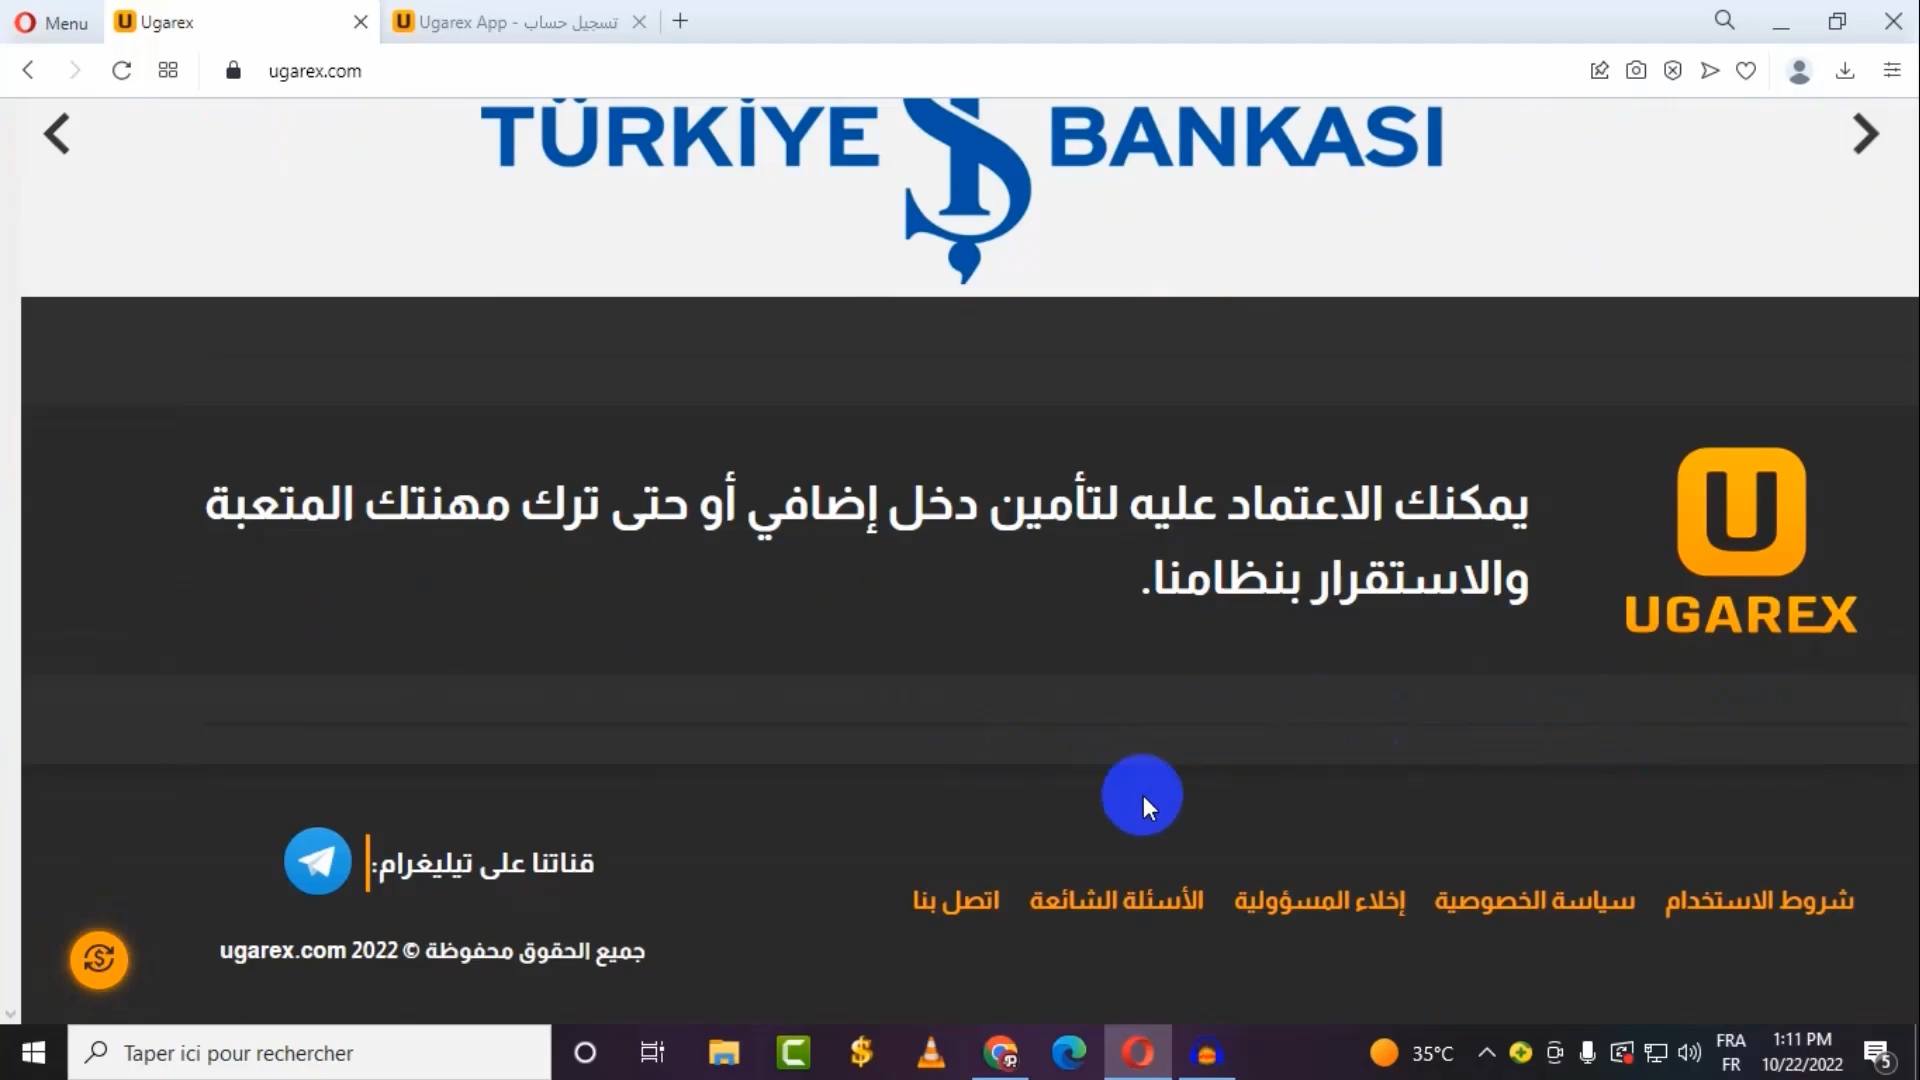 Menu
Ugarex
Ugarex App - تسجيل حساب
ugarex.com
TÜRKİYE İŞ BANKASI
يمكنك الاعتماد عليه لتأمين دخل إضافي أو حتى ترك مهنتك المتعبة
والاستقرار بنظامنا.
U
UGAREX
قناتنا على تيليغرام:
شروط الاستخدام سياسة الخصوصية إخلاء المسؤولية الأسئلة الشائعة اتصل بنا
جميع الحقوق محفوظة © 2022 ugarex.com
Taper ici pour rechercher
35°C
FRA
FR
1:11 PM
10/22/2022
5